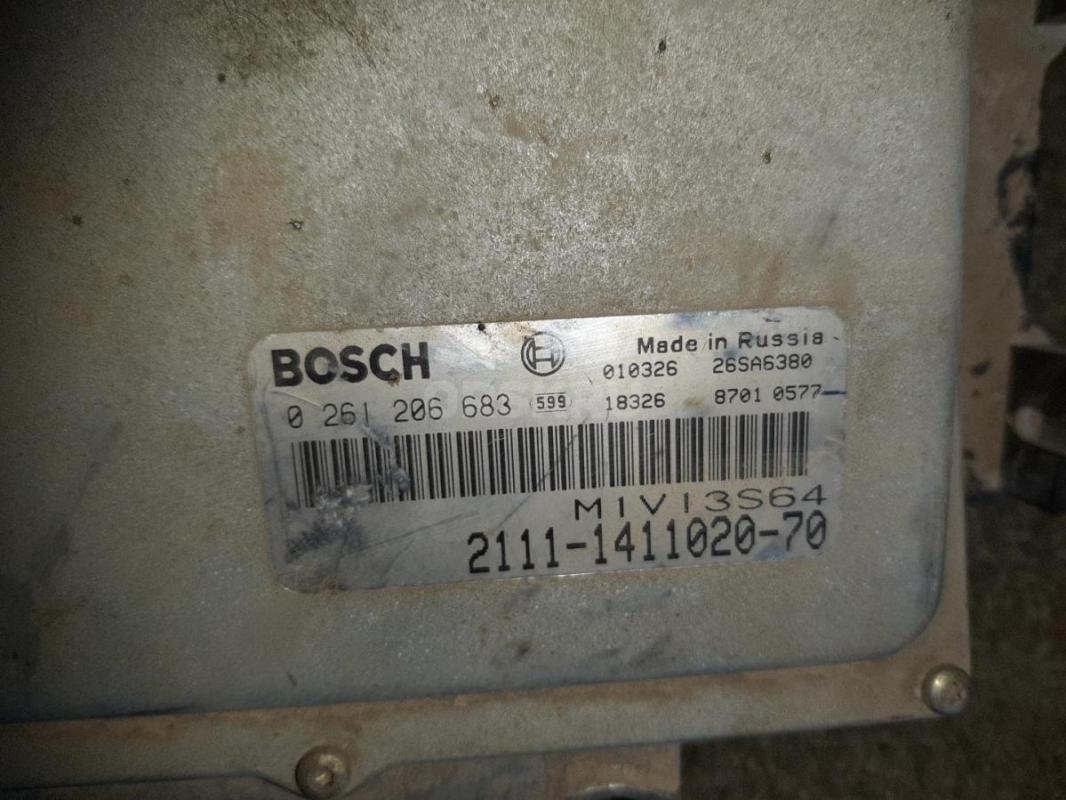 BOSCH Made in Russia
010326 26SA6380
0 261 206 683 599 18326 8701 0577
M1V13S64
2111-1411020-70